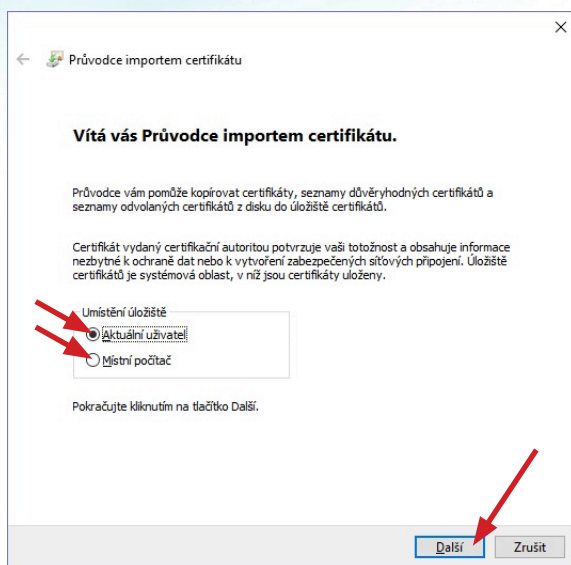 Průvodce importem certifikátu
Vítá vás Průvodce importem certifikátu.
Průvodce vám pomůže kopírovat certifikáty, seznamy důvěryhodných certifikátů a
seznamy odvolaných certifikátů z disku do úložiště certifikátů.
Certifikát vydaný certifikační autoritou potvrzuje vaši totožnost a obsahuje informace
nezbytné k ochraně dat nebo k vytvoření zabezpečených síťových připojení. Úložiště
certifikátů je systémová oblast, v níž jsou certifikáty uloženy.
Umístění úložiště
Aktuální uživatel
Místní počítač
Pokračujte kliknutím na tlačítko Další.
Další Zrušit